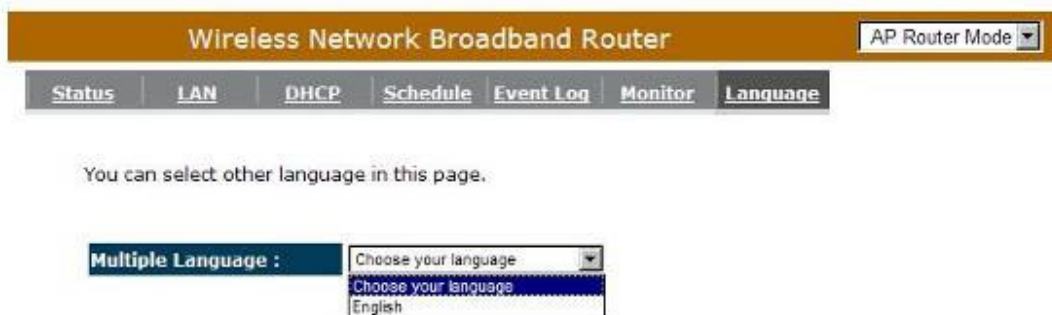 Wireless Network Broadband Router
AP Router Mode
Status LAN DHCP Schedule Event Log Monitor Language
You can select other language in this page.
Multiple Language : Choose your language
Choose your language
English